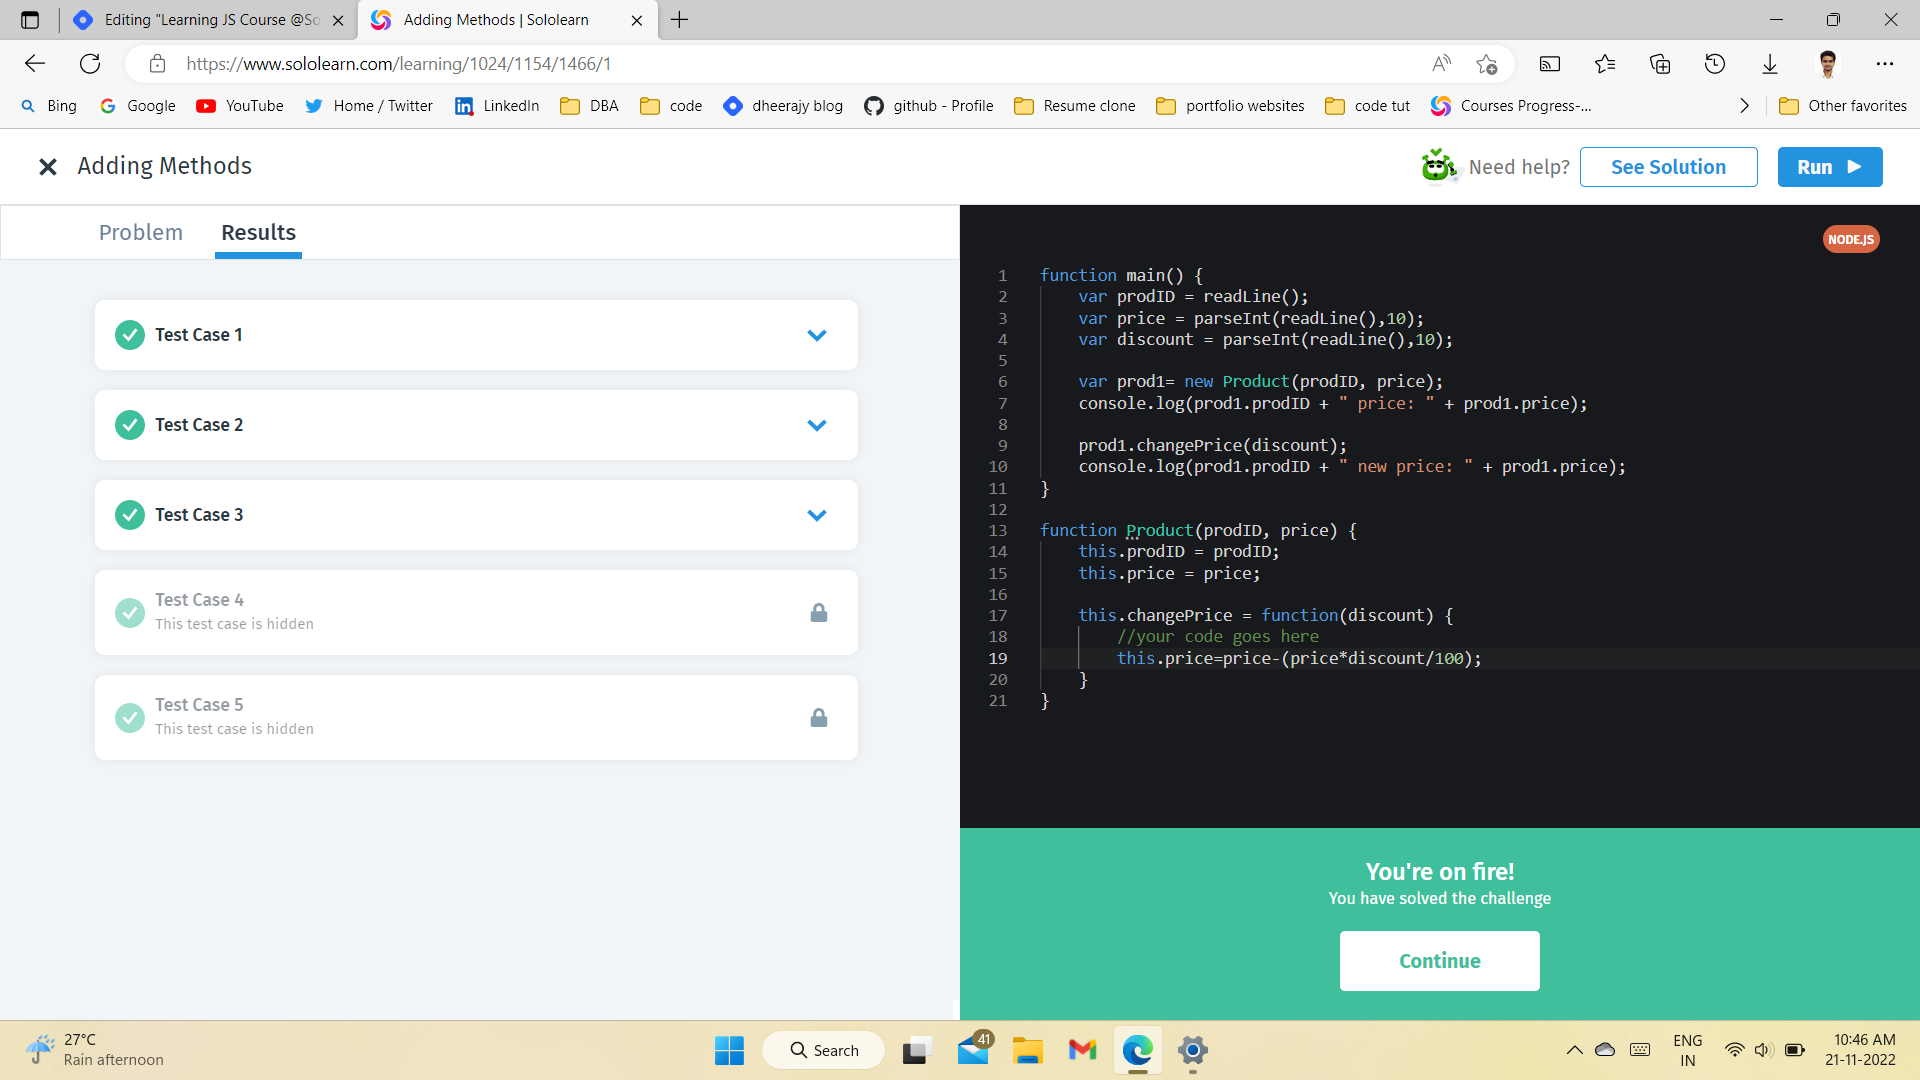 Editing "Learning JS Course @So
Adding Methods | Sololearn
https://www.sololearn.com/learning/1024/1154/1466/1
Bing
Google
YouTube
Home / Twitter
LinkedIn
DBA
code
dheerajy blog
github - Profile
Resume clone
portfolio websites
code tut
Courses Progress-...
Other favorites
Adding Methods
Need help?
See Solution
Run
Problem
Results
Test Case 1
Test Case 2
Test Case 3
Test Case 4
This test case is hidden
Test Case 5
This test case is hidden
NODE.JS
1 function main() {
2 var prodID = readLine();
3 var price = parseInt(readLine(),10);
4 var discount = parseInt(readLine(),10);
5
6 var prod1= new Product(prodID, price);
7 console.log(prod1.prodID + " price: " + prod1.price);
8
9 prod1.changePrice(discount);
10 console.log(prod1.prodID + " new price: " + prod1.price);
11 }
12
13 function Product(prodID, price) {
14 this.prodID = prodID;
15 this.price = price;
16
17 this.changePrice = function(discount) {
18 //your code goes here
19 this.price=price-(price*discount/100);
20 }
21 }
You're on fire!
You have solved the challenge
Continue
27°C
Rain afternoon
Search
41
ENG
IN
10:46 AM
21-11-2022